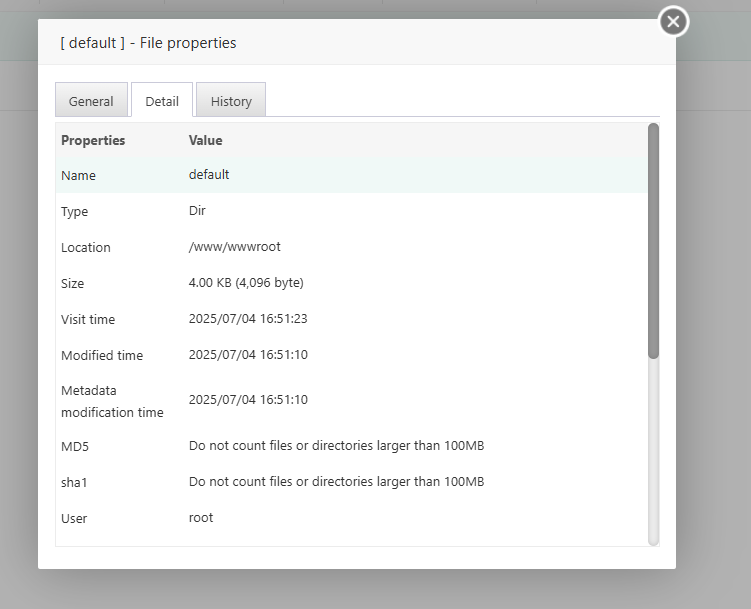 [ default ] - File properties
General Detail History
Properties Value
Name default
Type Dir
Location /www/wwwroot
Size 4.00 KB (4,096 byte)
Visit time 2025/07/04 16:51:23
Modified time 2025/07/04 16:51:10
Metadata
modification time 2025/07/04 16:51:10
MD5 Do not count files or directories larger than 100MB
sha1 Do not count files or directories larger than 100MB
User root